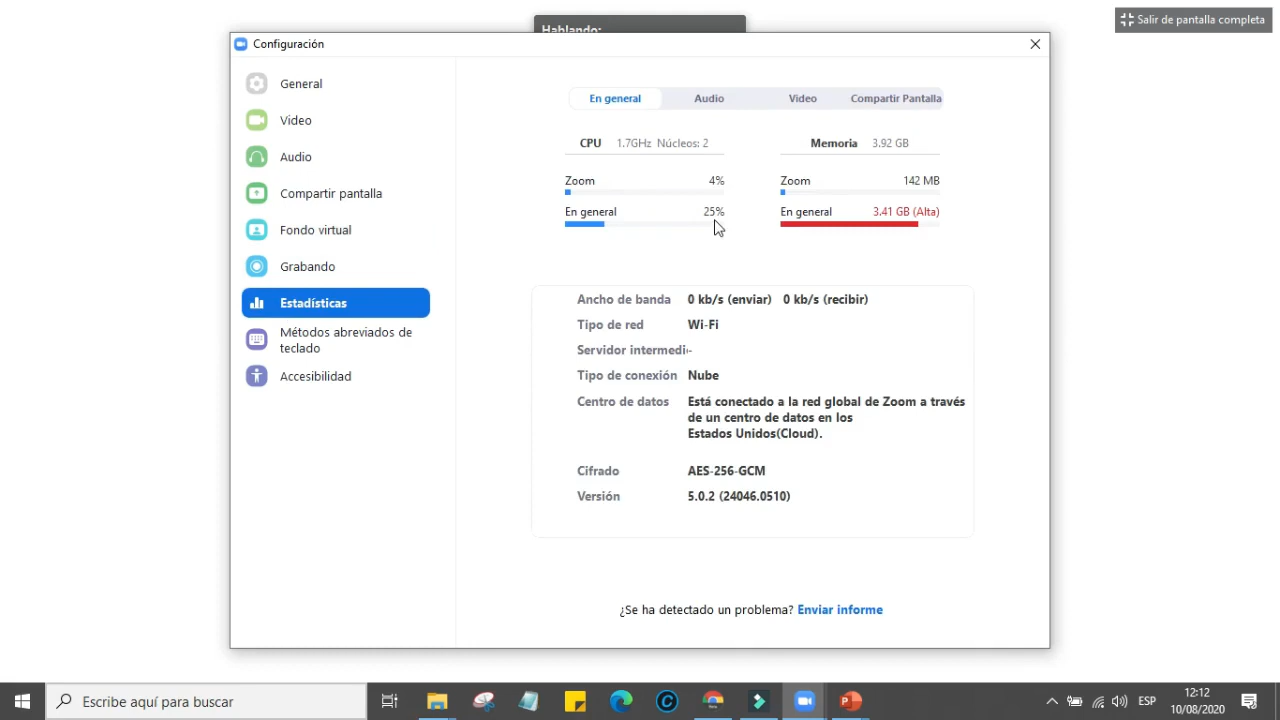 Hablando:
Salir de pantalla completa
Configuración
General
Video
Audio
Compartir pantalla
Fondo virtual
Grabando
Estadísticas
Métodos abreviados de
teclado
Accesibilidad
En general Audio Video Compartir Pantalla
CPU 1.7GHz Núcleos: 2
Zoom 4%
En general 25%
Memoria 3.92 GB
Zoom 142 MB
En general 3.41 GB (Alta)
Ancho de banda 0 kb/s (enviar) 0 kb/s (recibir)
Tipo de red Wi-Fi
Servidor intermedi--
Tipo de conexión Nube
Centro de datos Está conectado a la red global de Zoom a través
de un centro de datos en los
Estados Unidos(Cloud).
Cifrado AES-256-GCM
Versión 5.0.2 (24046.0510)
¿Se ha detectado un problema? Enviar informe
Escribe aquí para buscar
ESP
12:12
10/08/2020